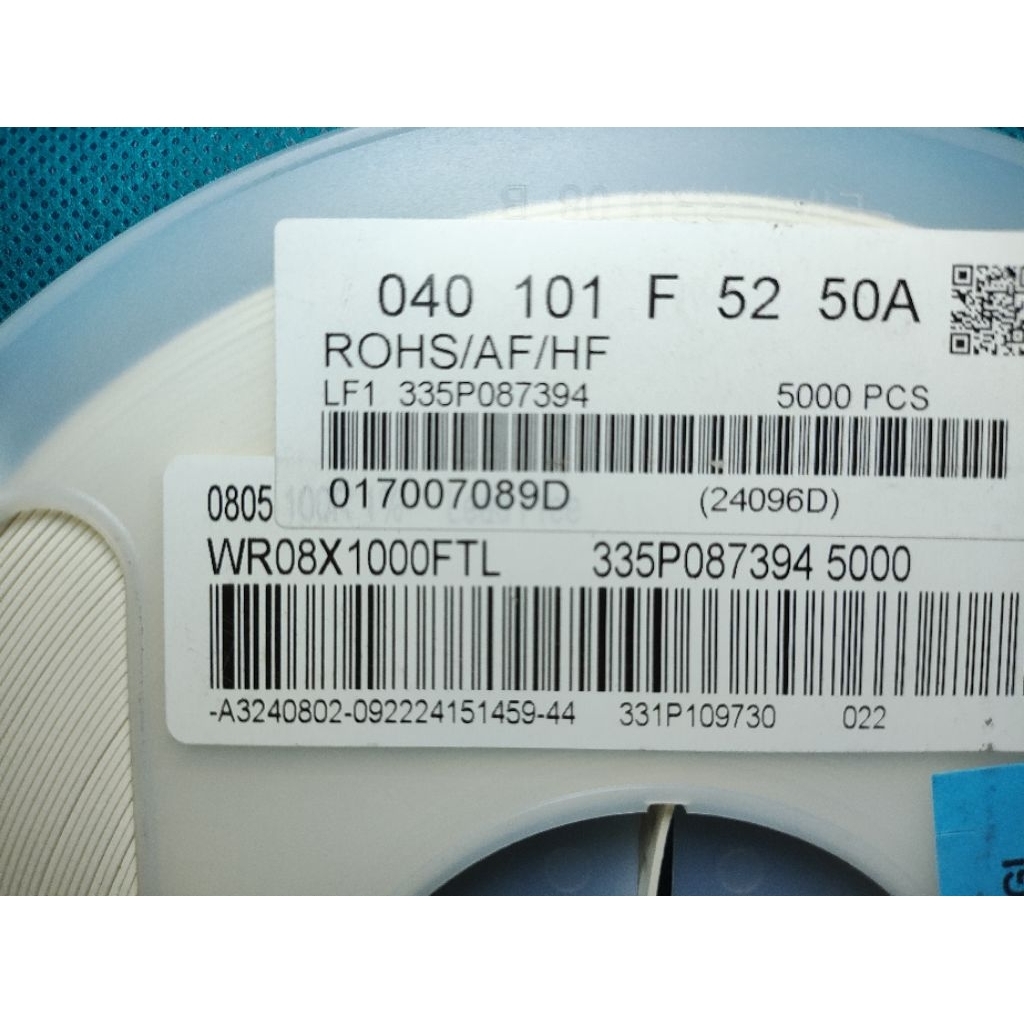 040 101 F 52 50A
ROHS/AF/HF
LF1 335P087394 5000 PCS
017007089D (24096D)
0805
WR08X1000FTL 335P087394 5000
-A3240802-092224151459-44 331P109730 022